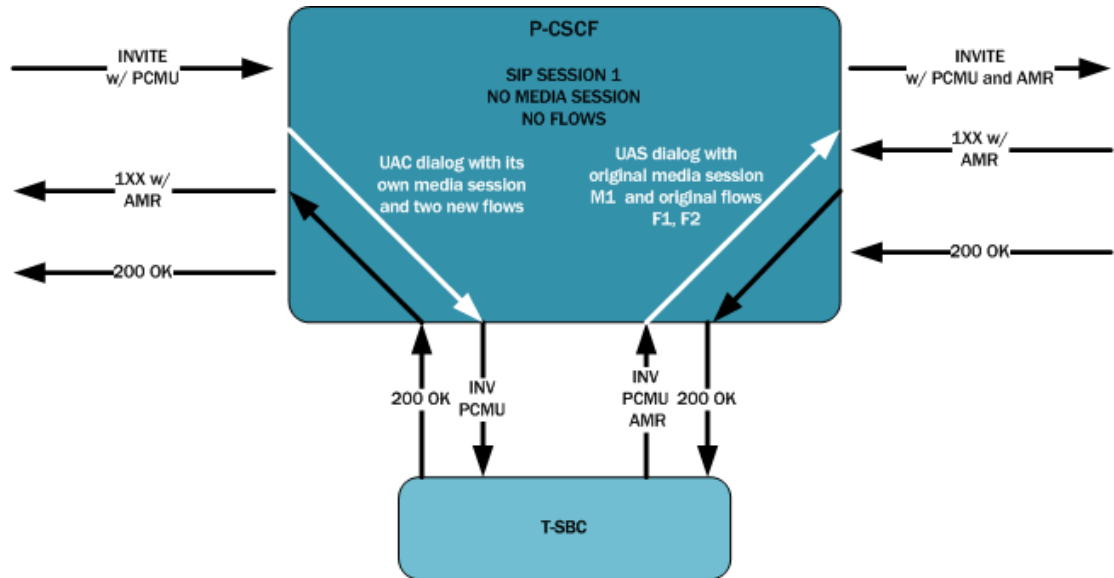 P-CSCF
SIP SESSION 1
NO MEDIA SESSION
NO FLOWS
INVITE
w/ PCMU
1XX w/
AMR
200 OK
UAC dialog with its
own media session
and two new flows
UAS dialog with
original media session
M1 and original flows
F1, F2
INVITE
w/ PCMU and AMR
1XX w/
AMR
200 OK
200 OK
INV
PCMU
INV
PCMU
AMR
200 OK
T-SBC